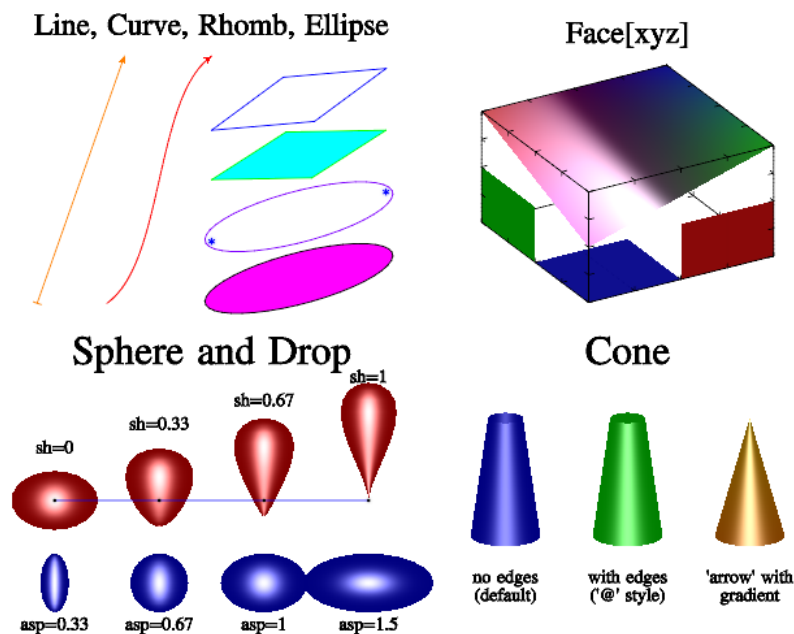 Line, Curve, Rhomb, Ellipse
Face[xyz]
*
*
Sphere and Drop
Cone
sh=0
sh=0.33
sh=0.67
sh=1
asp=0.33
asp=0.67
asp=1
asp=1.5
no edges
(default)
with edges
('@' style)
'arrow' with
gradient